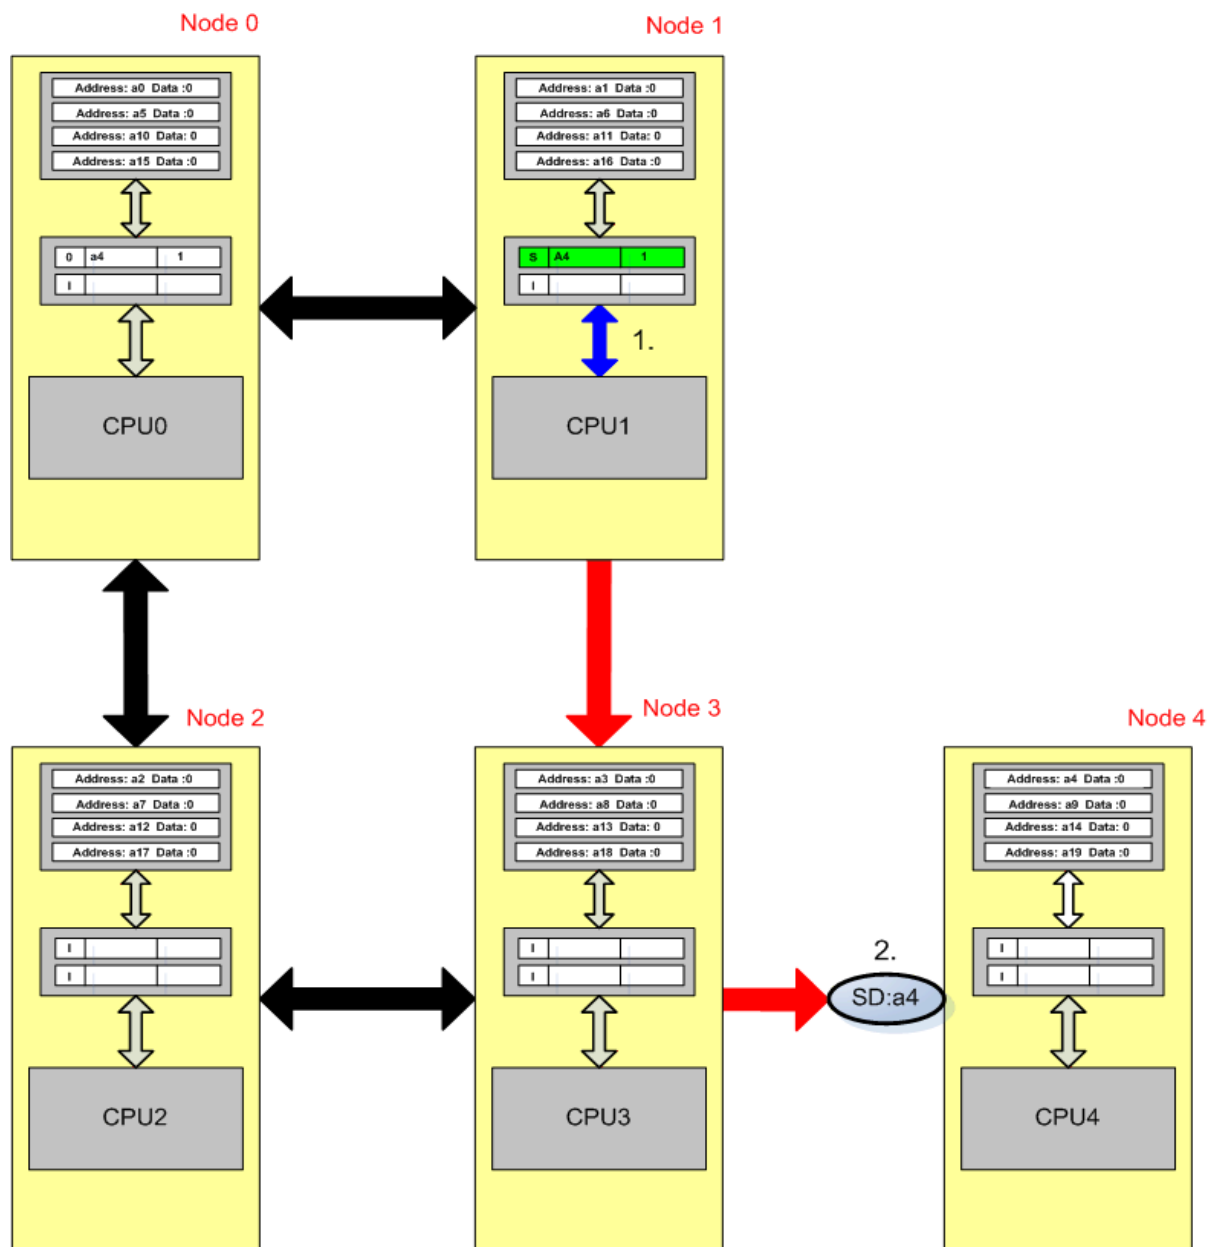 Node 0
Node 1
Address: a0 Data :0
Address: a5 Data :0
Address: a10 Data: 0
Address: a15 Data :0
Address: a1 Data :0
Address: a6 Data :0
Address: a11 Data: 0
Address: a16 Data :0
0 a4 1
I
S A4 1
I
1.
CPU0
CPU1
Node 2
Node 3
Node 4
Address: a2 Data :0
Address: a7 Data :0
Address: a12 Data: 0
Address: a17 Data :0
Address: a3 Data :0
Address: a8 Data :0
Address: a13 Data: 0
Address: a18 Data :0
Address: a4 Data :0
Address: a9 Data :0
Address: a14 Data: 0
Address: a19 Data :0
I
I
I
I
2.
SD:a4
I
I
CPU2
CPU3
CPU4